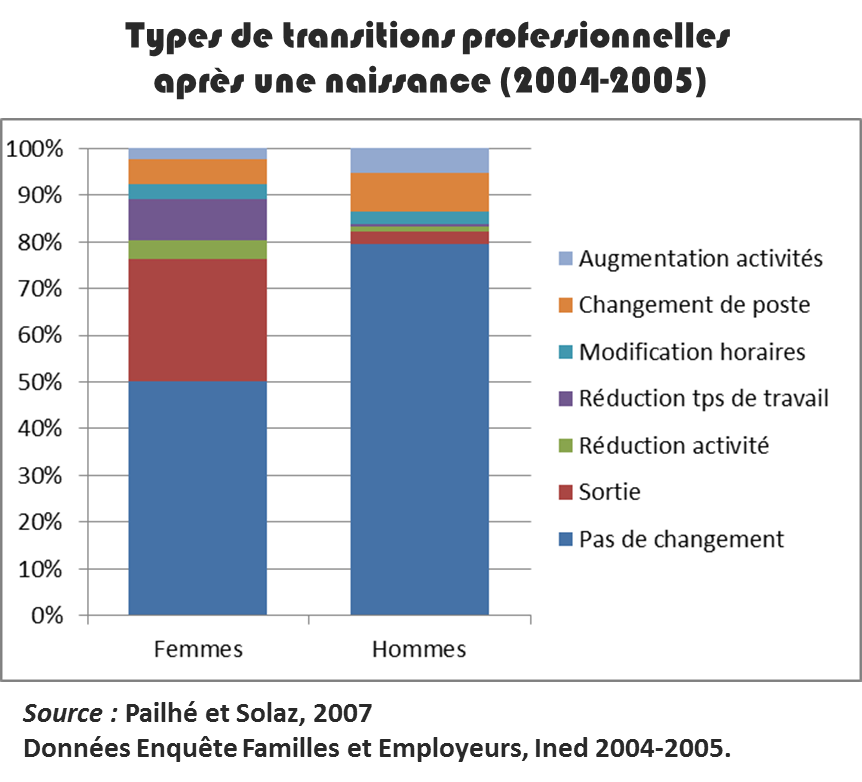 Types de transitions professionnelles
après une naissance (2004-2005)
100%
90%
80%
70%
60%
50%
40%
30%
20%
10%
0%
Femmes
Hommes
Augmentation activités
Changement de poste
Modification horaires
Réduction tps de travail
Réduction activité
Sortie
Pas de changement
Source : Pailhé et Solaz, 2007
Données Enquête Familles et Employeurs, Ined 2004-2005.